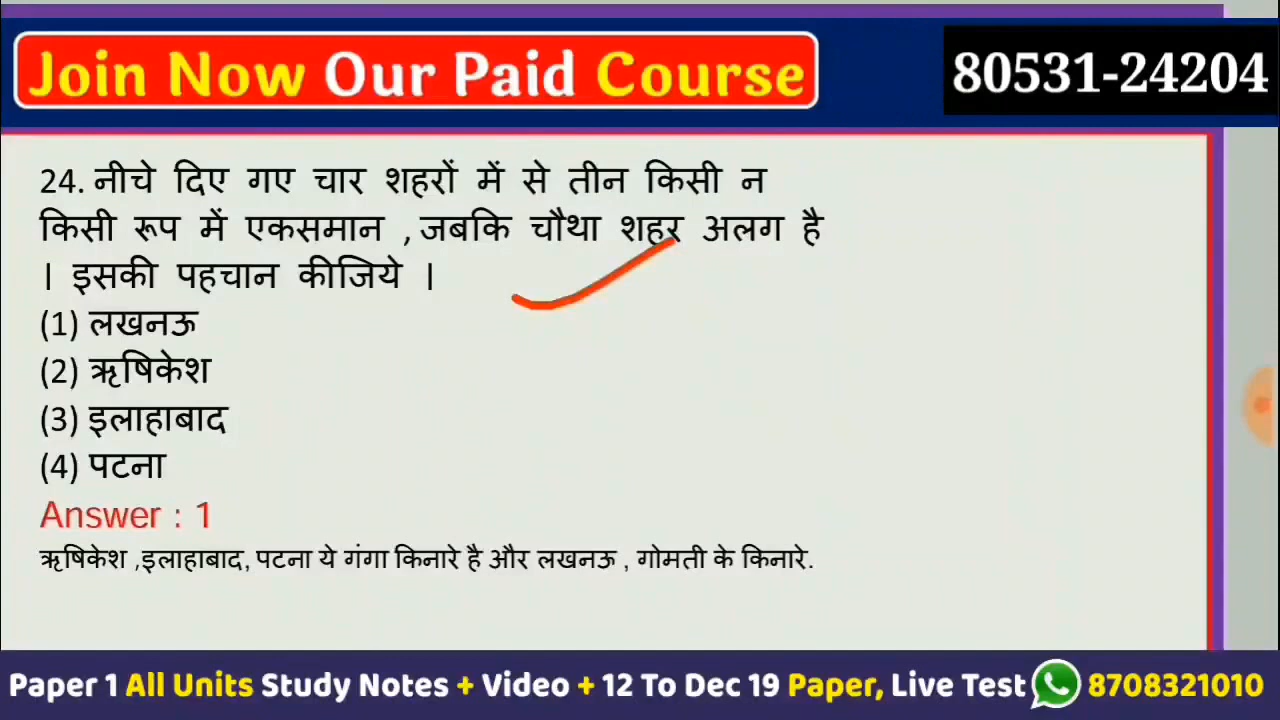 Join Now Our Paid Course
80531-24204
24. नीचे दिए गए चार शहरों में से तीन किसी न
किसी रूप में एकसमान ,जबकि चौथा शहर अलग है
। इसकी पहचान कीजिये ।
(1) लखनऊ
(2) ऋषिकेश
(3) इलाहाबाद
(4) पटना
Answer : 1
ऋषिकेश ,इलाहाबाद, पटना ये गंगा किनारे है और लखनऊ , गोमती के किनारे.
Paper 1 All Units Study Notes + Video + 12 To Dec 19 Paper, Live Test 8708321010